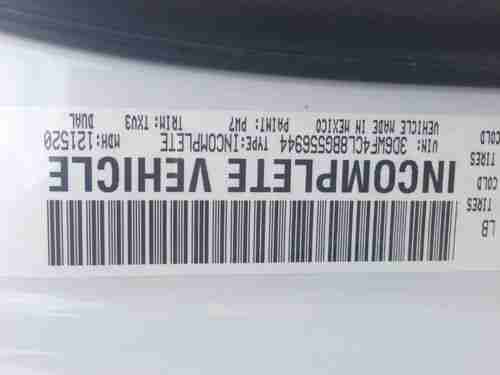 LB
TIRES
COLD
TIRES
COLD
INCOMPLETE VEHICLE
VIN: 3D6WF4CL8BG556944 TYPE:INCOMPLETE MDH:121520
VEHICLE MADE IN MEXICO PAINT: PW7 TRIM: TXV3 DUAL